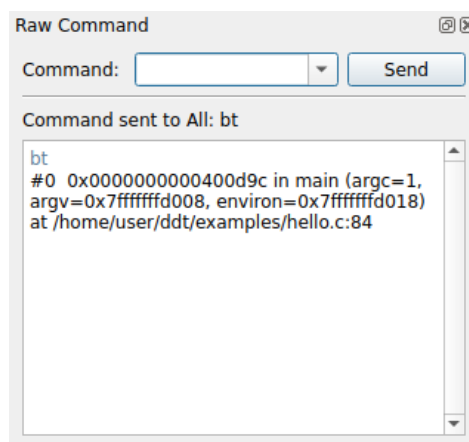 Raw Command
Command:
Send
Command sent to All: bt
bt
#0  0x0000000000400d9c in main (argc=1,
argv=0x7fffffffd008, environ=0x7fffffffd018)
at /home/user/ddt/examples/hello.c:84